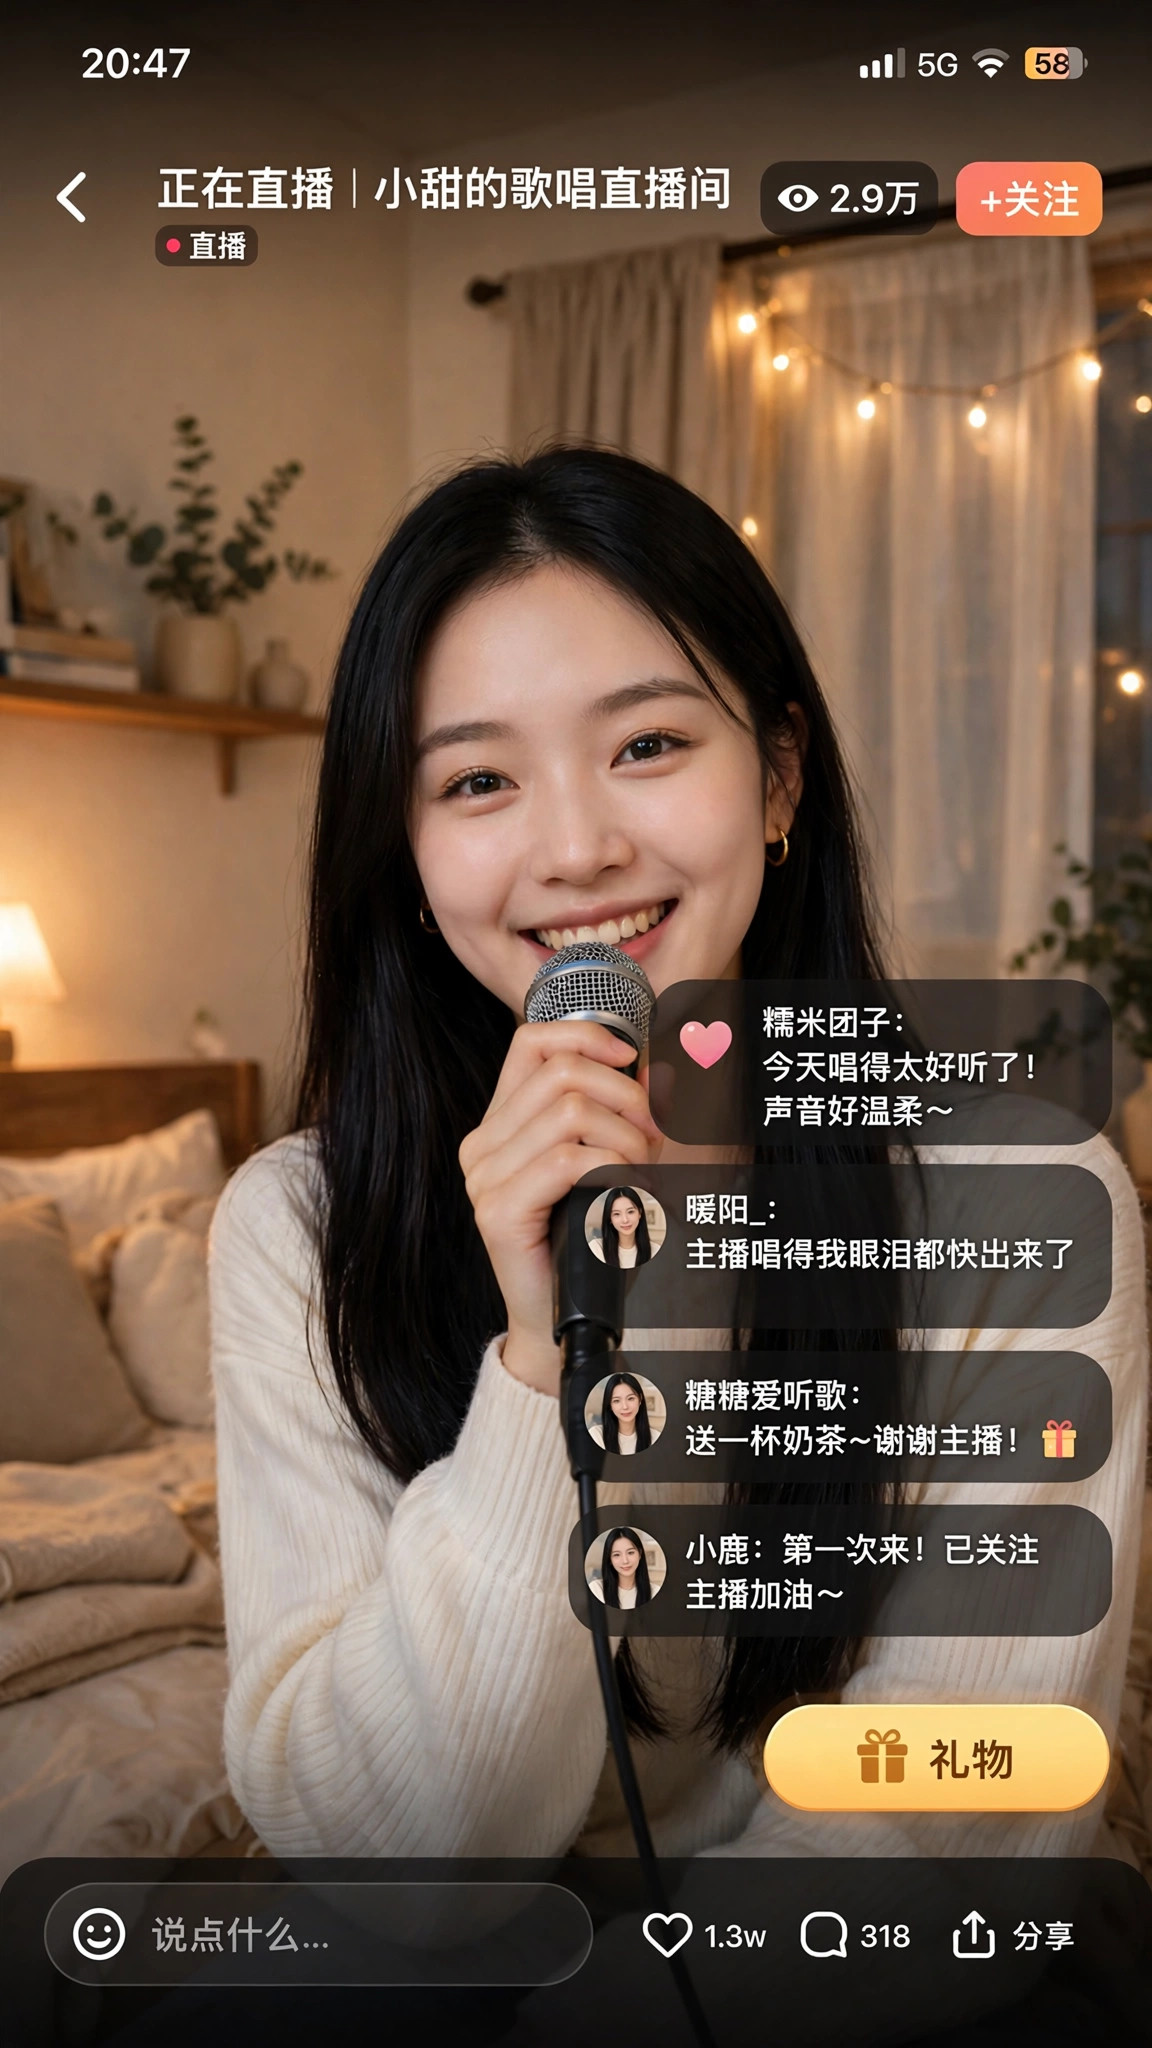 20:47
5G
58
正在直播｜小甜的歌唱直播间
2.9万
+关注
直播
糯米团子：
今天唱得太好听了！
声音好温柔～
暖阳_：
主播唱得我眼泪都快出来了
糖糖爱听歌：
送一杯奶茶~谢谢主播！
小鹿：第一次来！已关注
主播加油～
礼物
说点什么...
1.3w
318
分享